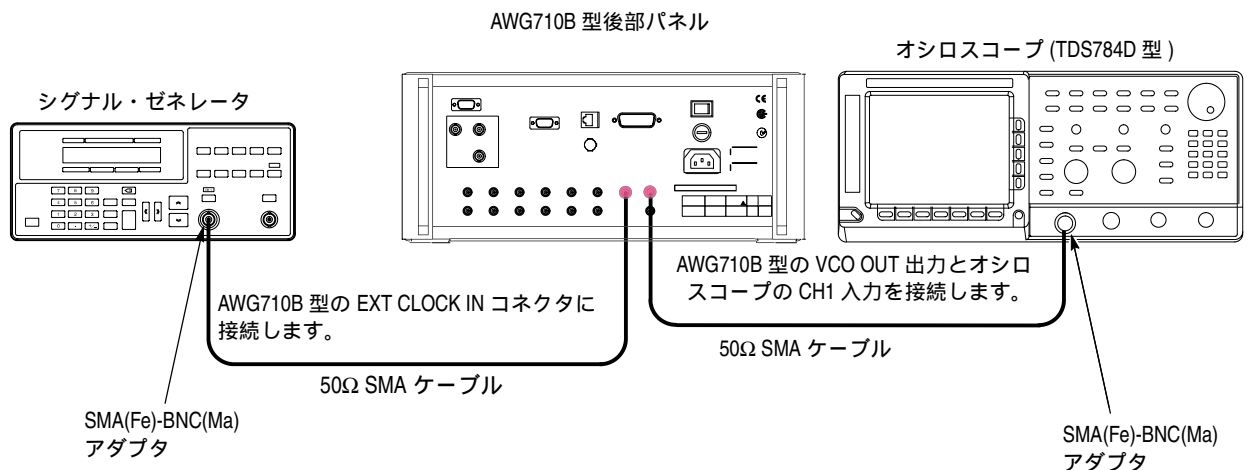 AWG710B 型後部パネル
オシロスコープ (TDS784D 型 )
シグナル・ゼネレータ
AWG710B 型の EXT CLOCK IN コネクタに
接続します。
AWG710B 型の VCO OUT 出力とオシロ
スコープの CH1 入力を接続します。
50Ω SMA ケーブル
50Ω SMA ケーブル
SMA(Fe)-BNC(Ma)
アダプタ
SMA(Fe)-BNC(Ma)
アダプタ